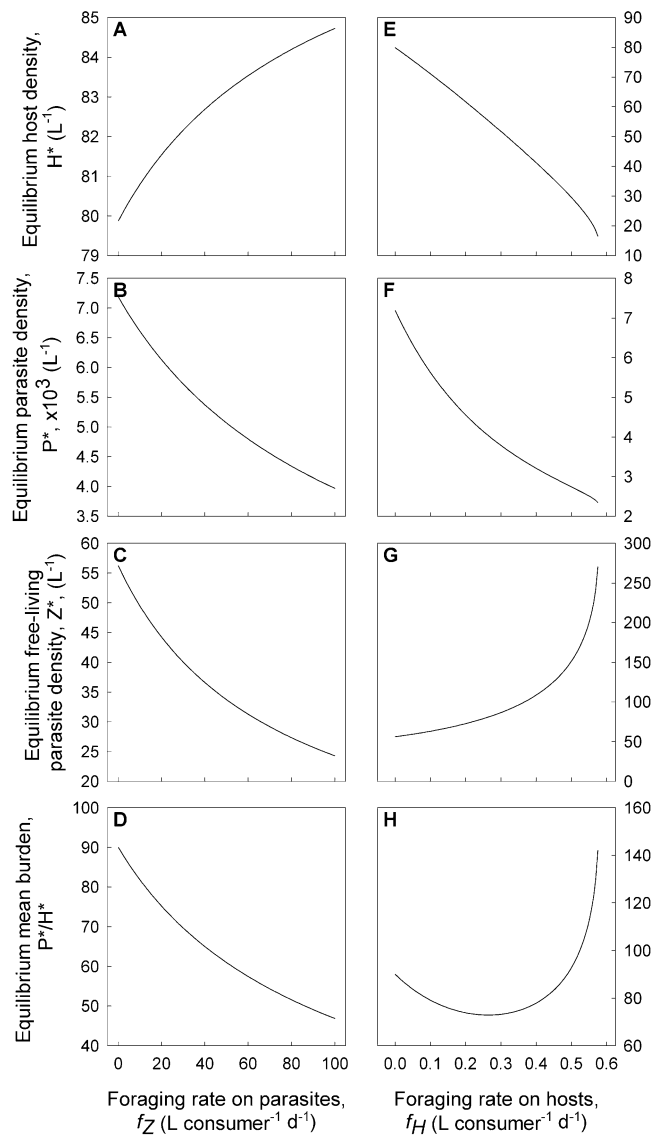 85
84
83
82
81
80
79
A
Equilibrium host density,
H* (L-1)
E
90
80
70
60
50
40
30
20
10
7.5
7.0
6.5
6.0
5.5
5.0
4.5
4.0
3.5
B
Equilibrium parasite density,
P*, x103 (L-1)
F
8
7
6
5
4
3
2
60
55
50
45
40
35
30
25
20
C
Equilibrium free-living
parasite density, Z*, (L-1)
G
300
250
200
150
100
50
0
100
90
80
70
60
50
40
D
Equilibrium mean burden,
P*/H*
H
160
140
120
100
80
60
0 20 40 60 80 100
0.0 0.1 0.2 0.3 0.4 0.5 0.6
Foraging rate on parasites,
fZ (L consumer-1 d-1)
Foraging rate on hosts,
fH (L consumer-1 d-1)